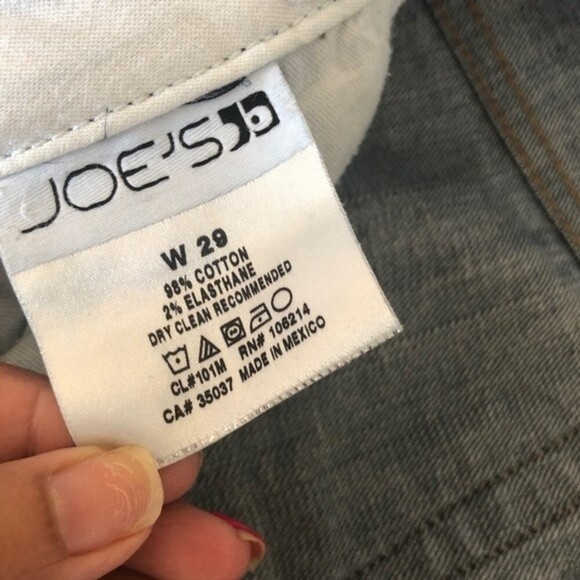 JOE'S
W 29
98% COTTON
2% ELASTHANE
DRY CLEAN RECOMMENDED
CL#101M RN# 106214
CA# 35037 MADE IN MEXICO